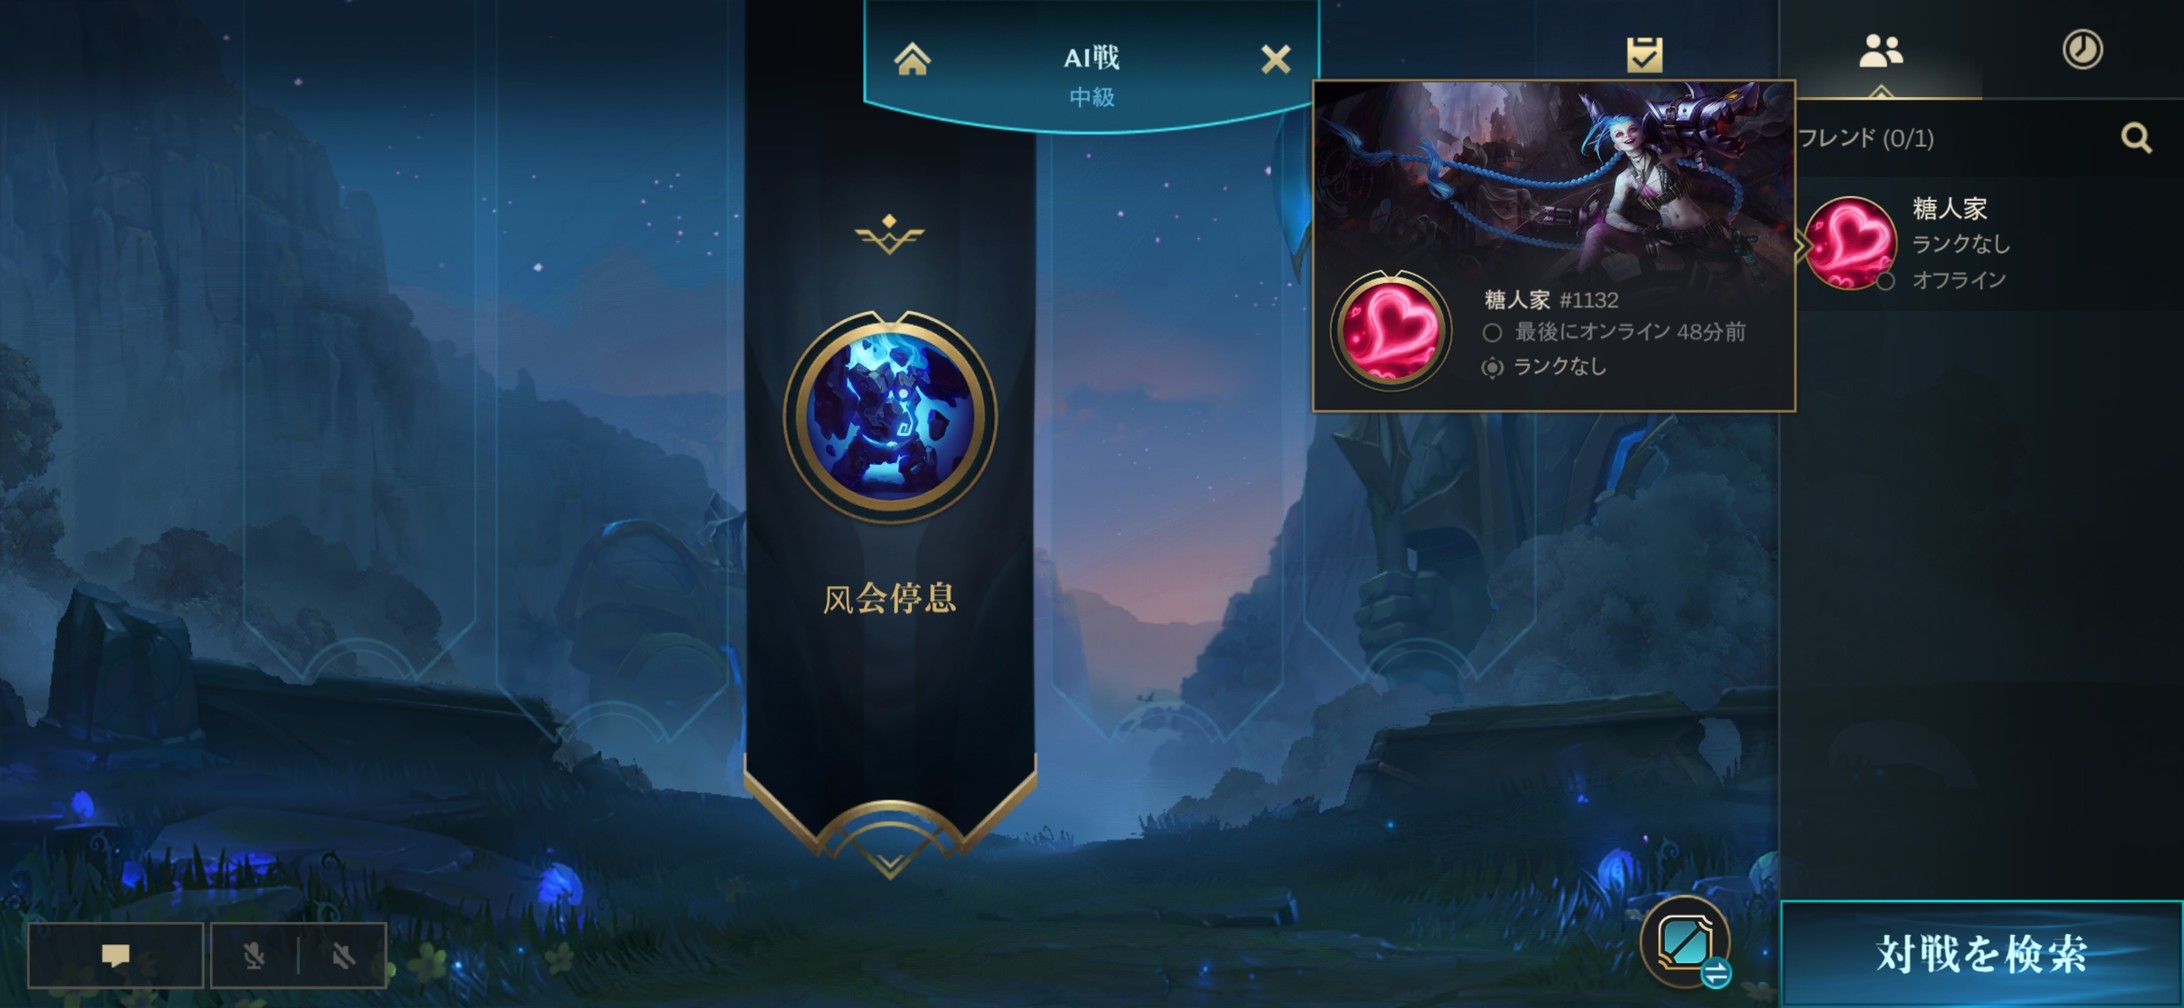 AI戦
中級
风会停息
糖人家 #1132
最後にオンライン 48分前
ランクなし
フレンド (0/1)
糖人家
ランクなし
オフライン
対戦を検索